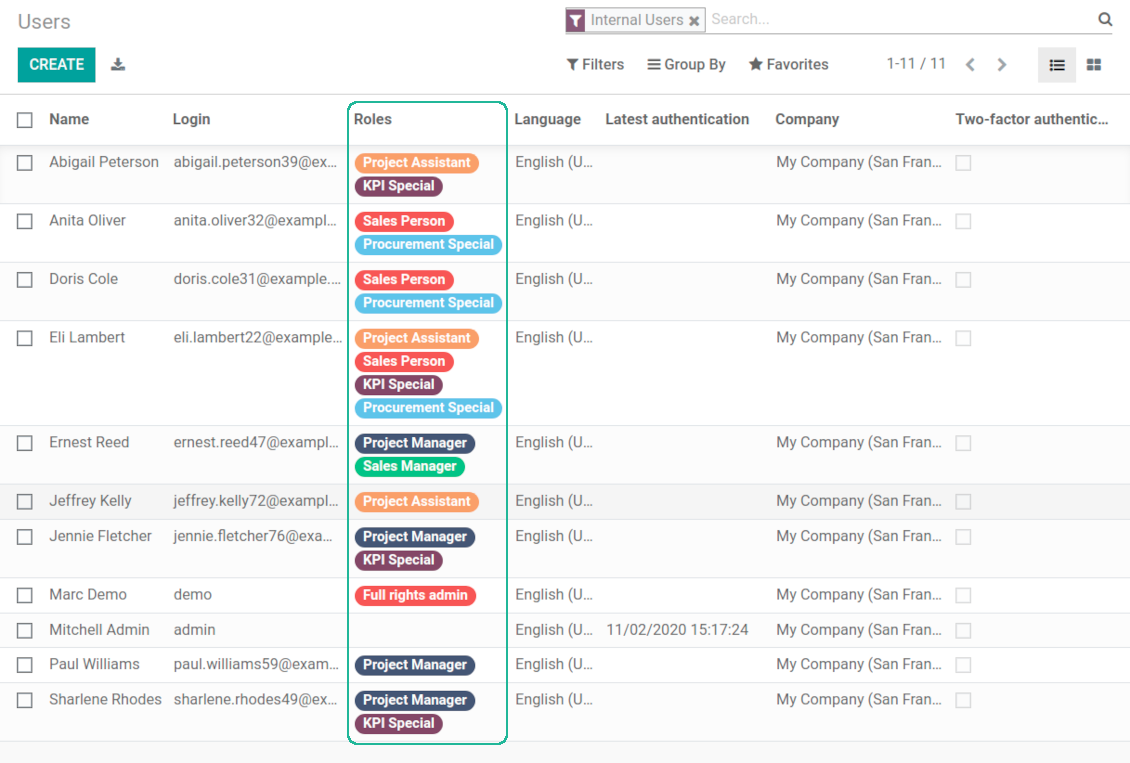 Users
Internal Users ✖ Search...
CREATE
Filters Group By Favorites 1-11 / 11
Name Login Roles Language Latest authentication Company Two-factor authentic...
Abigail Peterson abigail.peterson39@ex... Project Assistant English (U... My Company (San Fran...
KPI Special
Anita Oliver anita.oliver32@exampl... Sales Person English (U... My Company (San Fran...
Procurement Special
Doris Cole doris.cole31@example.... Sales Person English (U... My Company (San Fran...
Procurement Special
Eli Lambert eli.lambert22@example... Project Assistant English (U... My Company (San Fran...
Sales Person
KPI Special
Procurement Special
Ernest Reed ernest.reed47@exampl... Project Manager English (U... My Company (San Fran...
Sales Manager
Jeffrey Kelly jeffrey.kelly72@exampl... Project Assistant English (U... My Company (San Fran...
Jennie Fletcher jennie.fletcher76@exa... Project Manager English (U... My Company (San Fran...
KPI Special
Marc Demo demo Full rights admin English (U... My Company (San Fran...
Mitchell Admin admin English (U... 11/02/2020 15:17:24 My Company (San Fran...
Paul Williams paul.williams59@exam... Project Manager English (U... My Company (San Fran...
Sharlene Rhodes sharlene.rhodes49@ex... Project Manager English (U... My Company (San Fran...
KPI Special